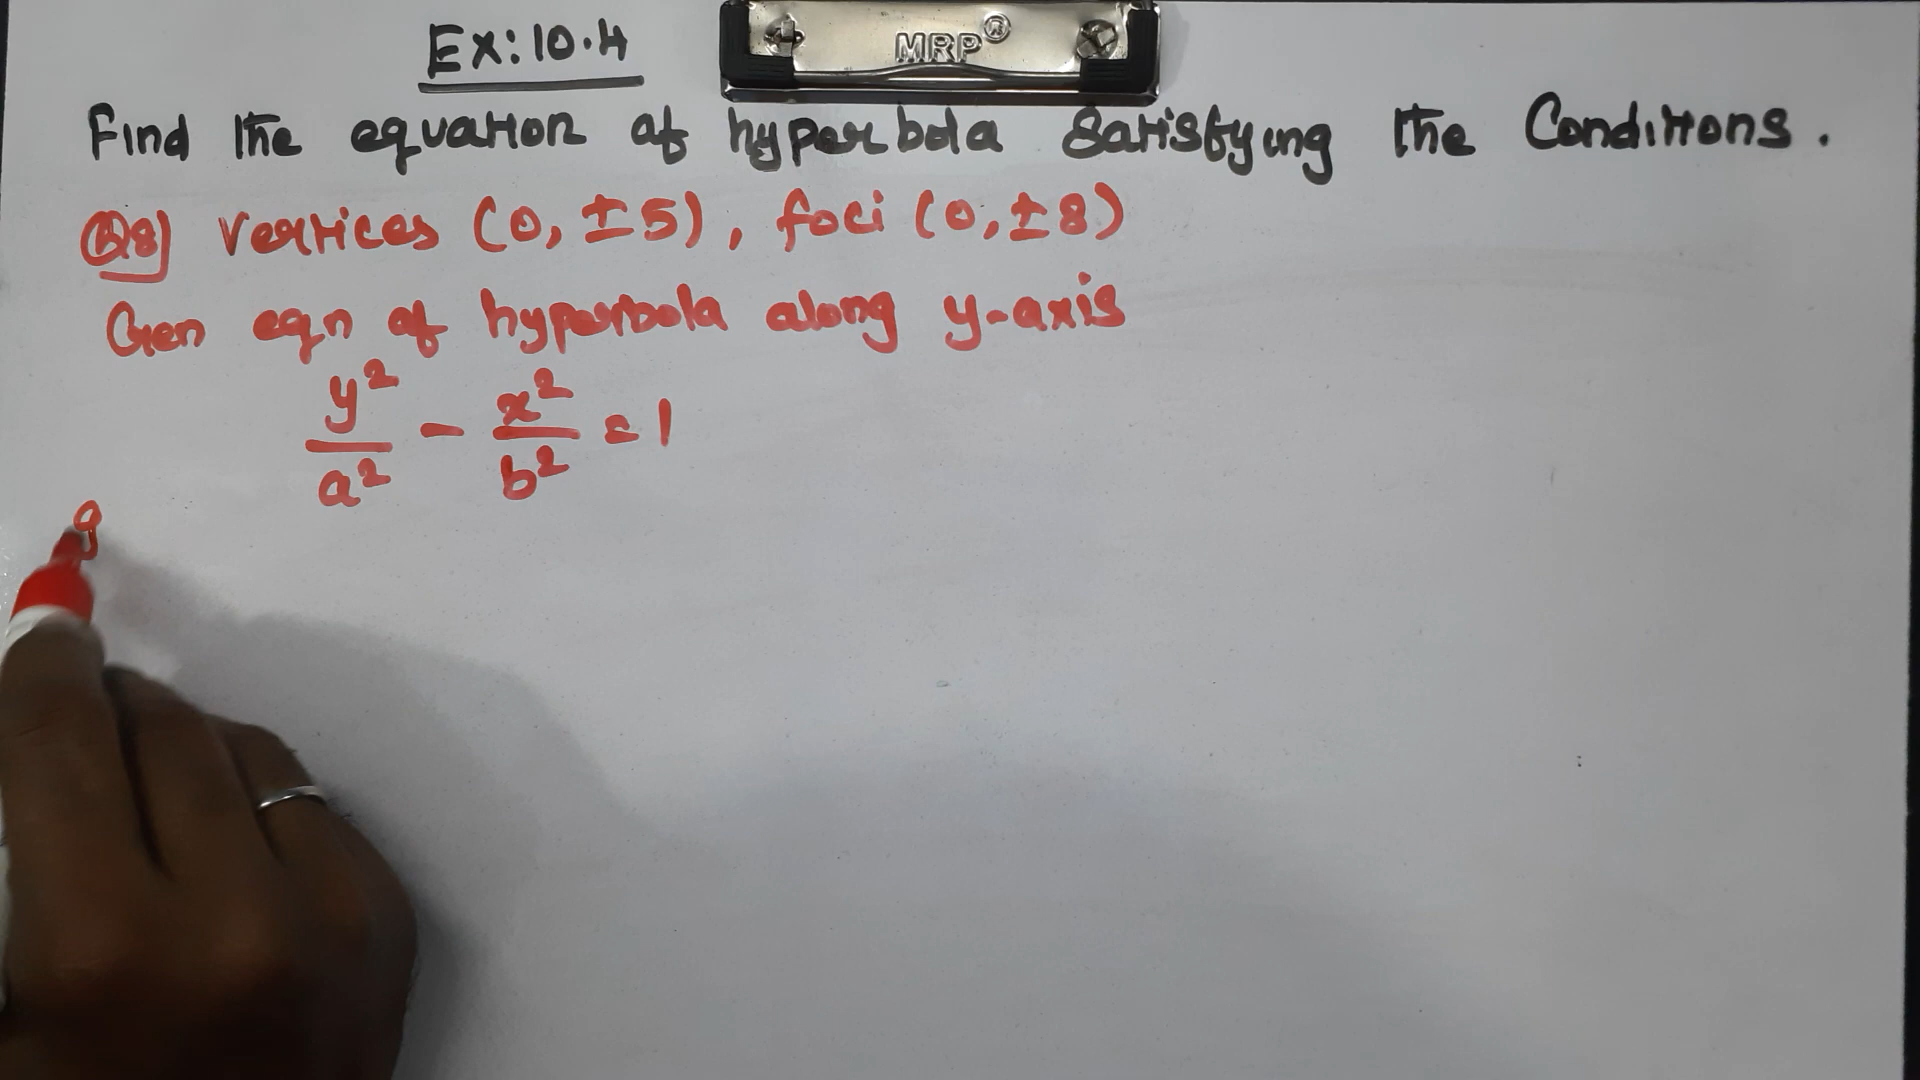 Ex: 10.4
MRP®
Find the equation of hyperbola satisfying the Conditions.
Q8) Vertices (0, ±5), foci (0, ±8)
Gen eqn of hyperbola along y-axis
y²/a² - x²/b² = 1